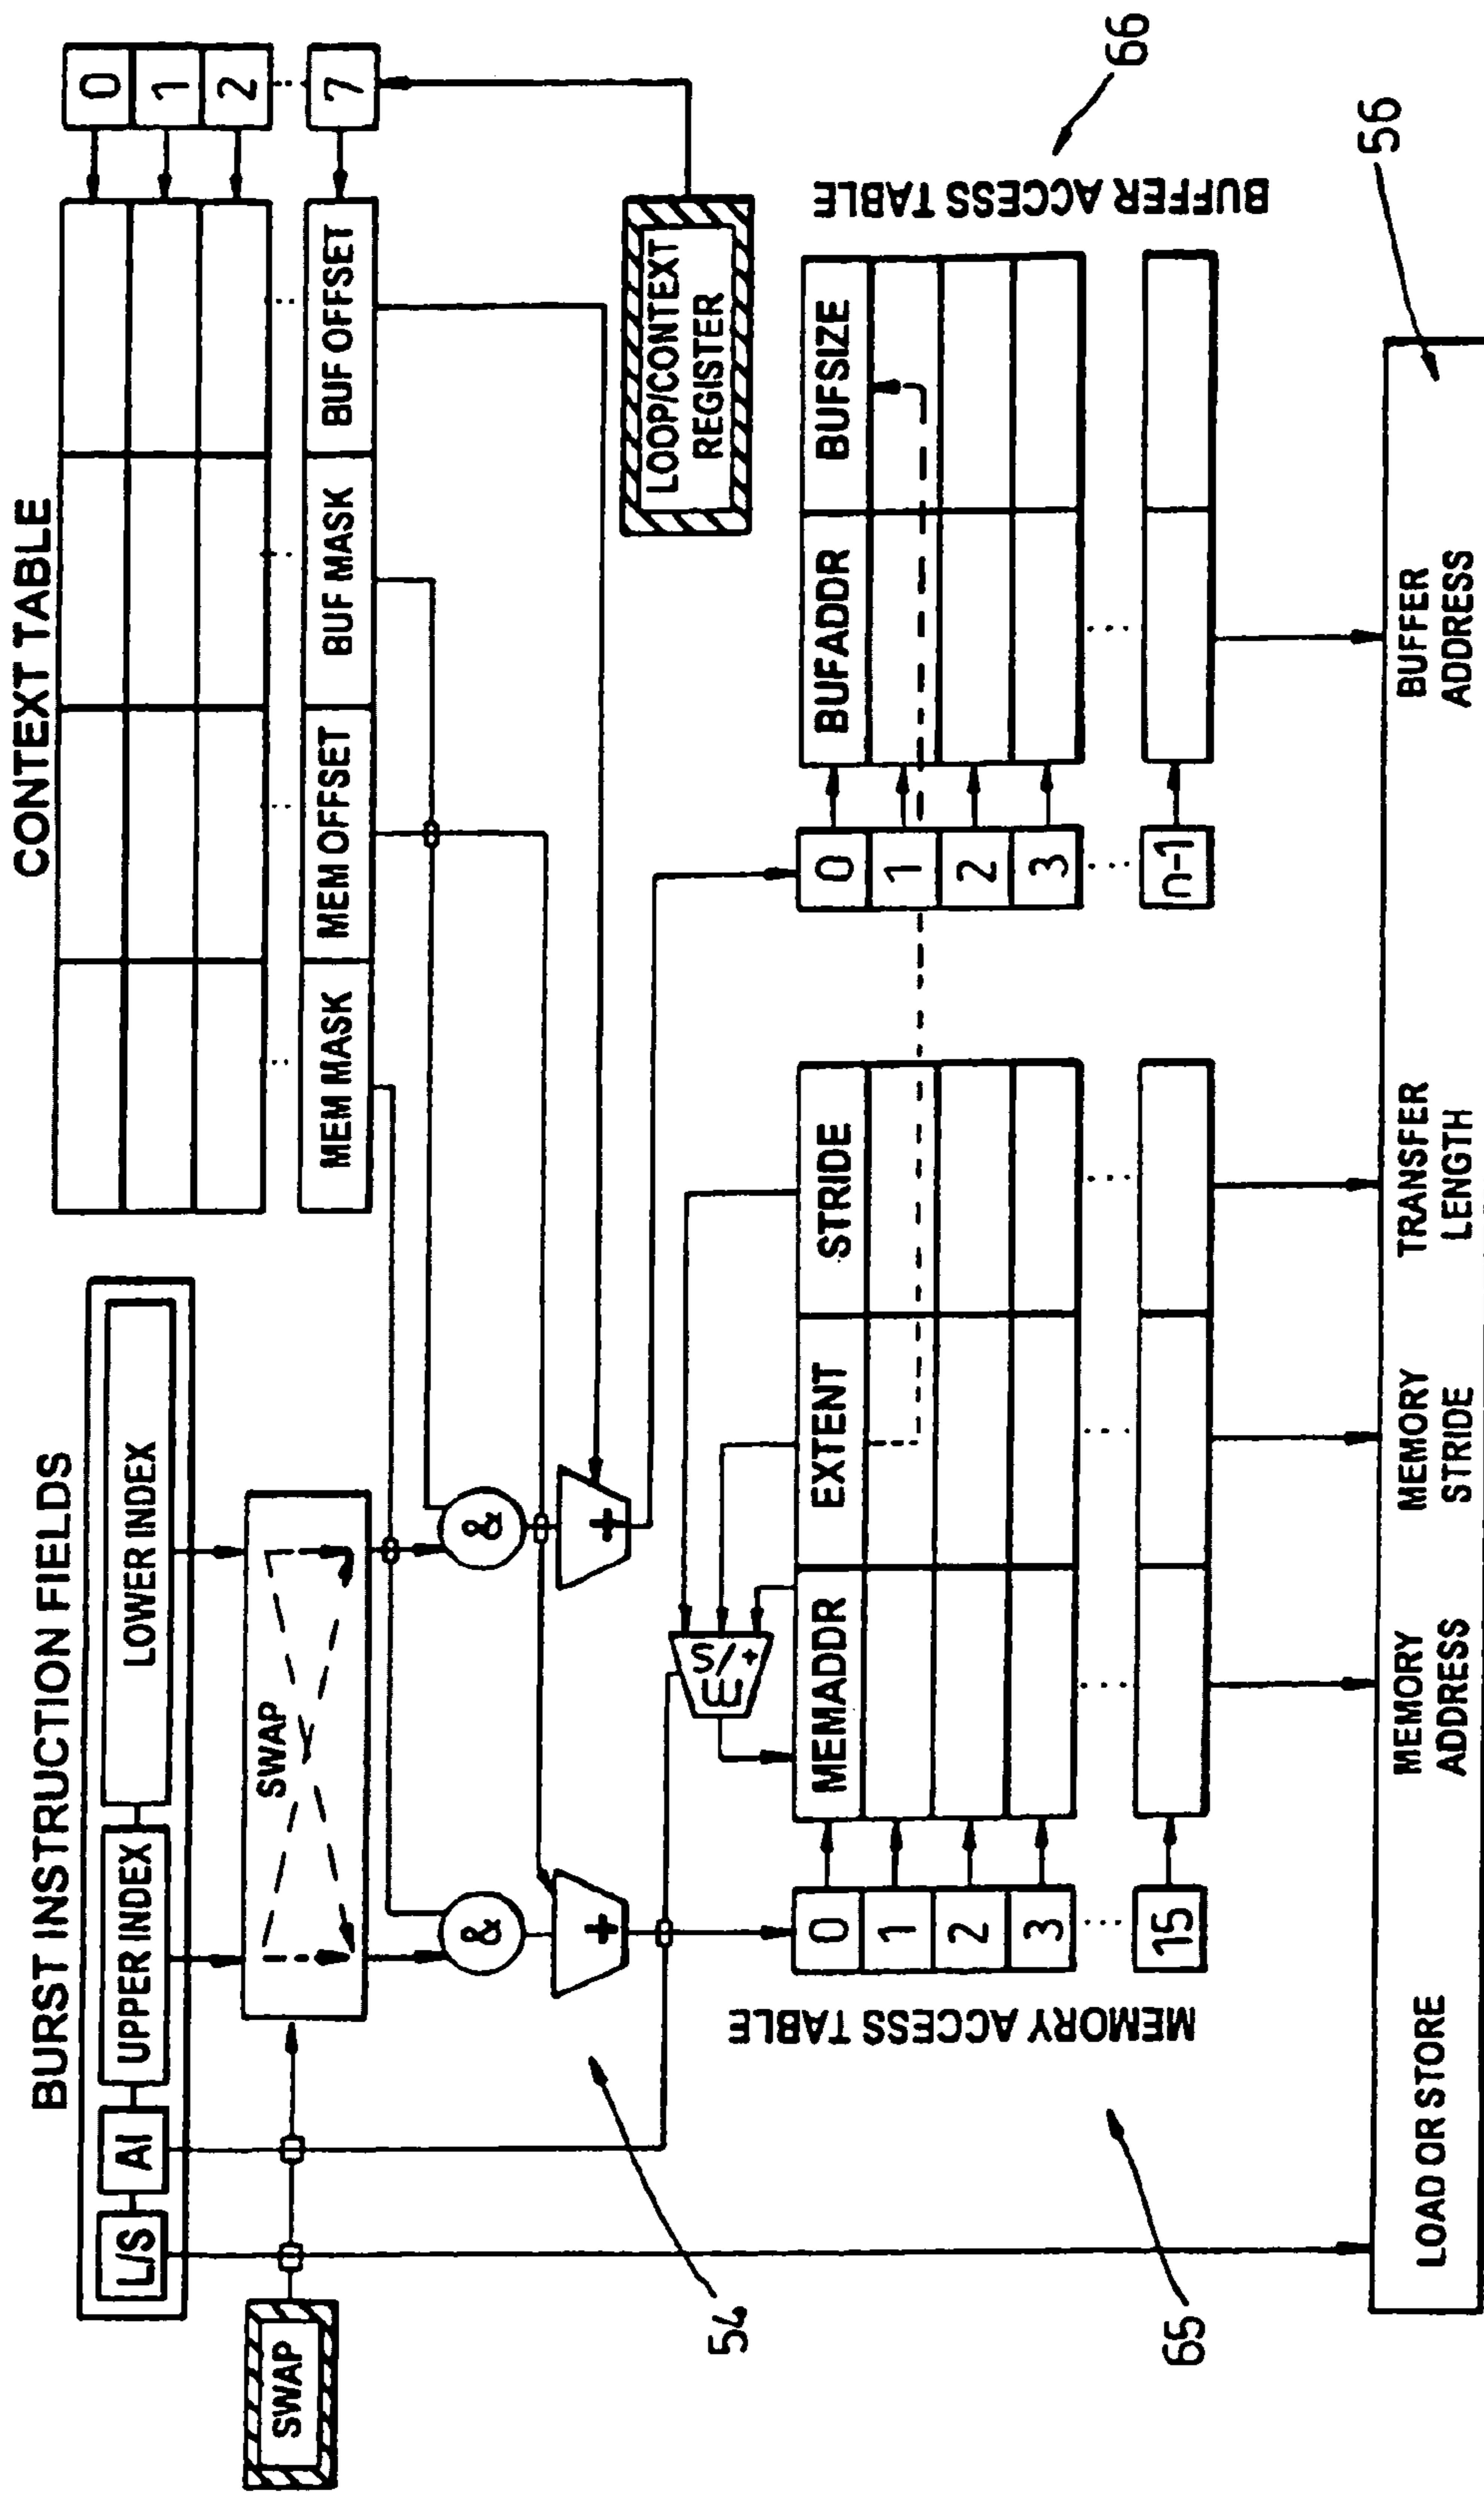 BURST INSTRUCTION FIELDS
L/S
AI
UPPER INDEX
LOWER INDEX
SWAP
SWAP
CONTEXT TABLE
0
1
2
7
MEM MASK
MEM OFFSET
BUF MASK
BUF OFFSET
LOOP/CONTEXT
REGISTER
&
&
+
+
S/+
E
54
MEMORY ACCESS TABLE
65
0
1
2
3
15
MEMADDR
EXTENT
STRIDE
0
1
2
3
n-1
BUFADDR
BUFSIZE
BUFFER ACCESS TABLE
66
56
LOAD OR STORE
MEMORY
ADDRESS
MEMORY
STRIDE
TRANSFER
LENGTH
BUFFER
ADDRESS